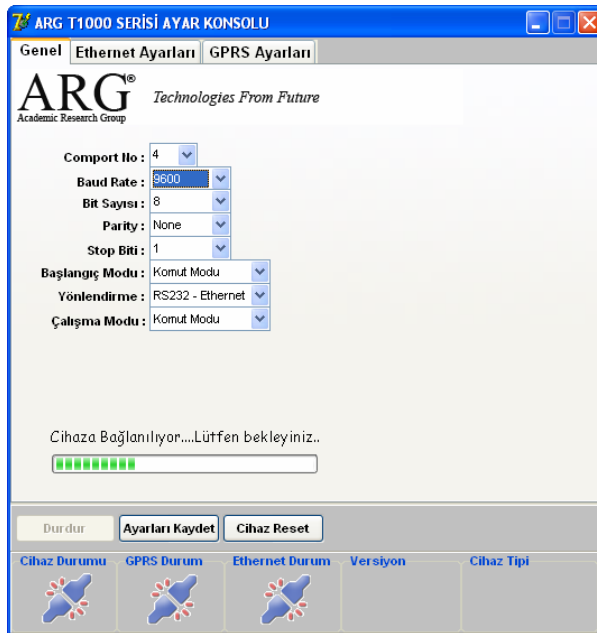 ARG T1000 SERİSİ AYAR KONSOLU
Genel Ethernet Ayarları GPRS Ayarları
ARG® Technologies From Future
Academic Research Group
Comport No : 4
Baud Rate : 9600
Bit Sayısı : 8
Parity : None
Stop Biti : 1
Başlangıç Modu : Komut Modu
Yönlendirme : RS232 - Ethernet
Çalışma Modu : Komut Modu
Cihaza Bağlanılıyor....Lütfen bekleyiniz..
Durdur Ayarları Kaydet Cihaz Reset
Cihaz Durumu GPRS Durum Ethernet Durum Versiyon Cihaz Tipi